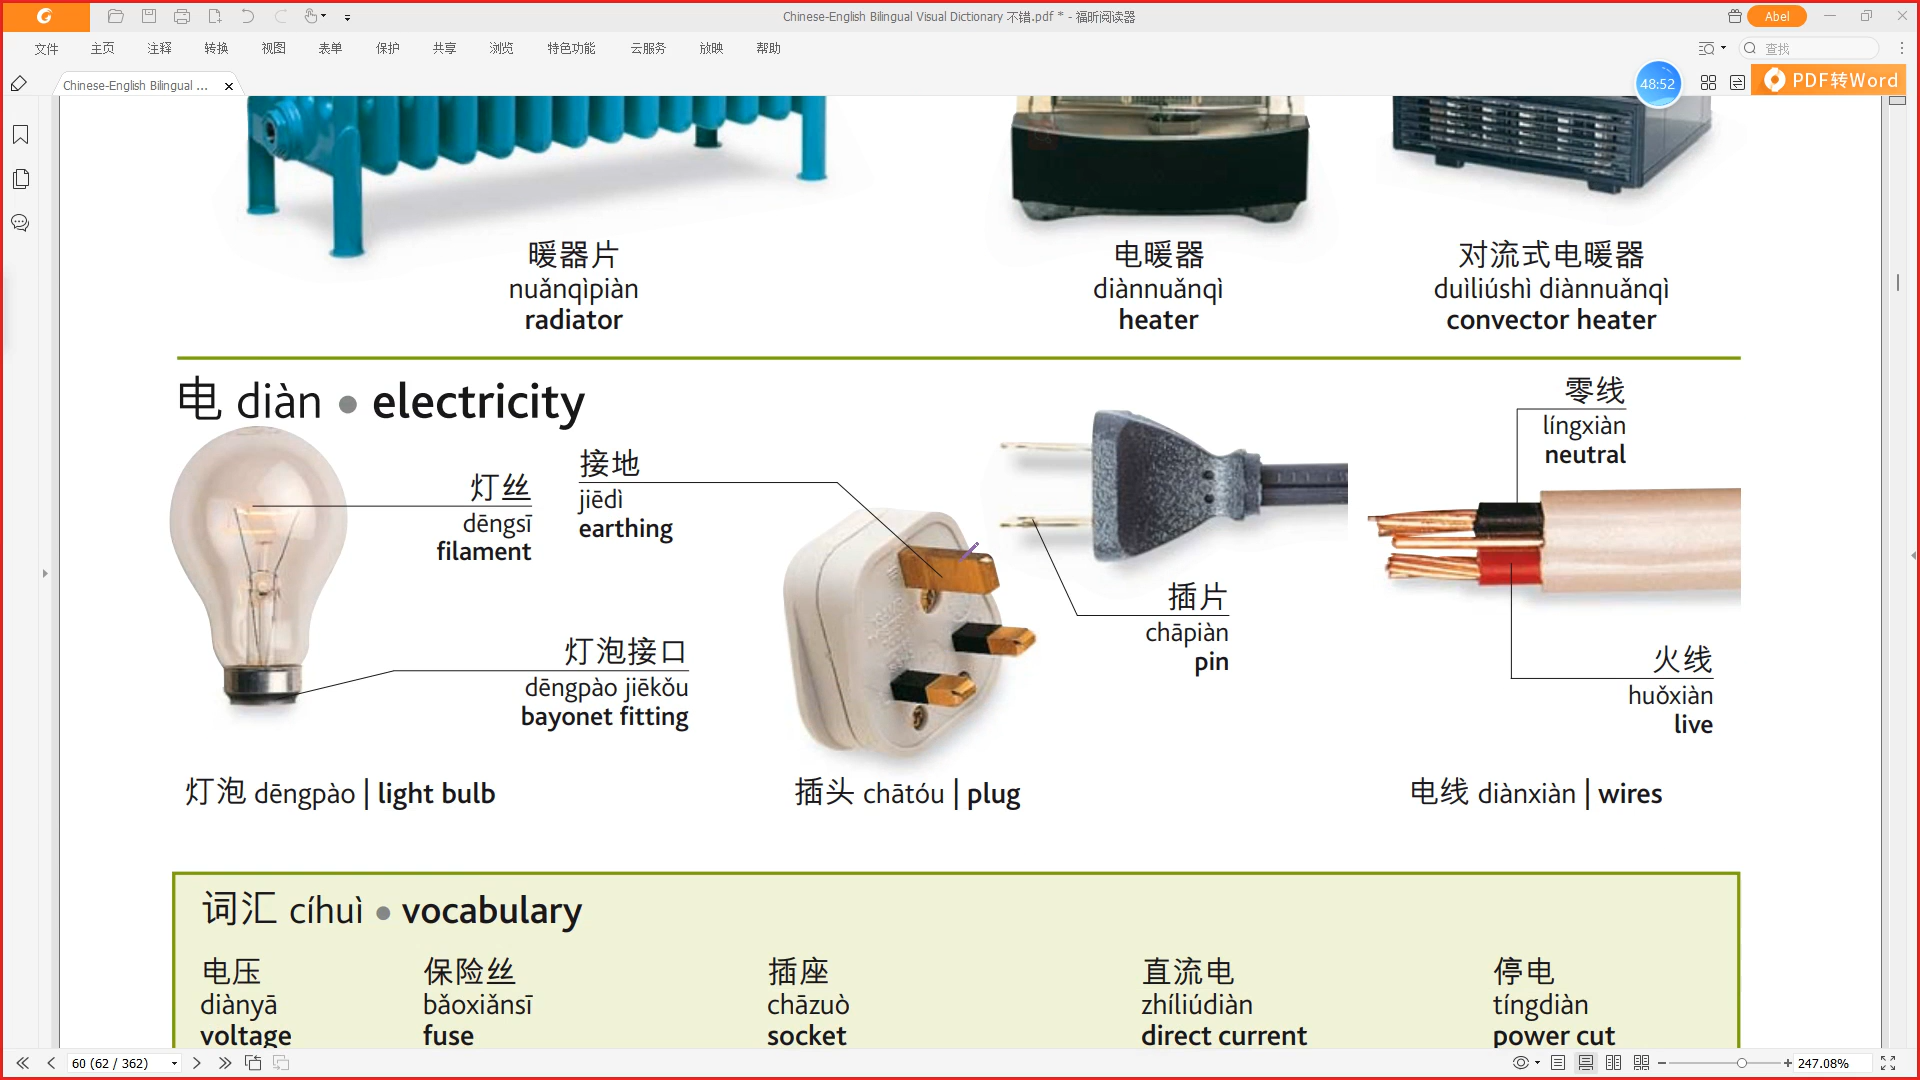 Chinese-English Bilingual Visual Dictionary 不错.pdf * - 福昕阅读器
Abel
文件 主页 注释 转换 视图 表单 保护 共享 浏览 特色功能 云服务 放映 帮助
查找
Chinese-English Bilingual ...
48:52
PDF转Word
暖器片
nuǎnqìpiàn
radiator
电暖器
diànnuǎnqì
heater
对流式电暖器
duìliúshì diànnuǎnqì
convector heater
电 diàn • electricity
灯丝
dēngsī
filament
灯泡接口
dēngpào jiēkǒu
bayonet fitting
灯泡 dēngpào | light bulb
接地
jiēdì
earthing
插片
chāpiàn
pin
插头 chātóu | plug
零线
língxiàn
neutral
火线
huǒxiàn
live
电线 diànxiàn | wires
词汇 cíhuì • vocabulary
电压
diànyā
voltage
保险丝
bǎoxiǎnsī
fuse
插座
chāzuò
socket
直流电
zhíliúdiàn
direct current
停电
tíngdiàn
power cut
60 (62 / 362)
247.08%